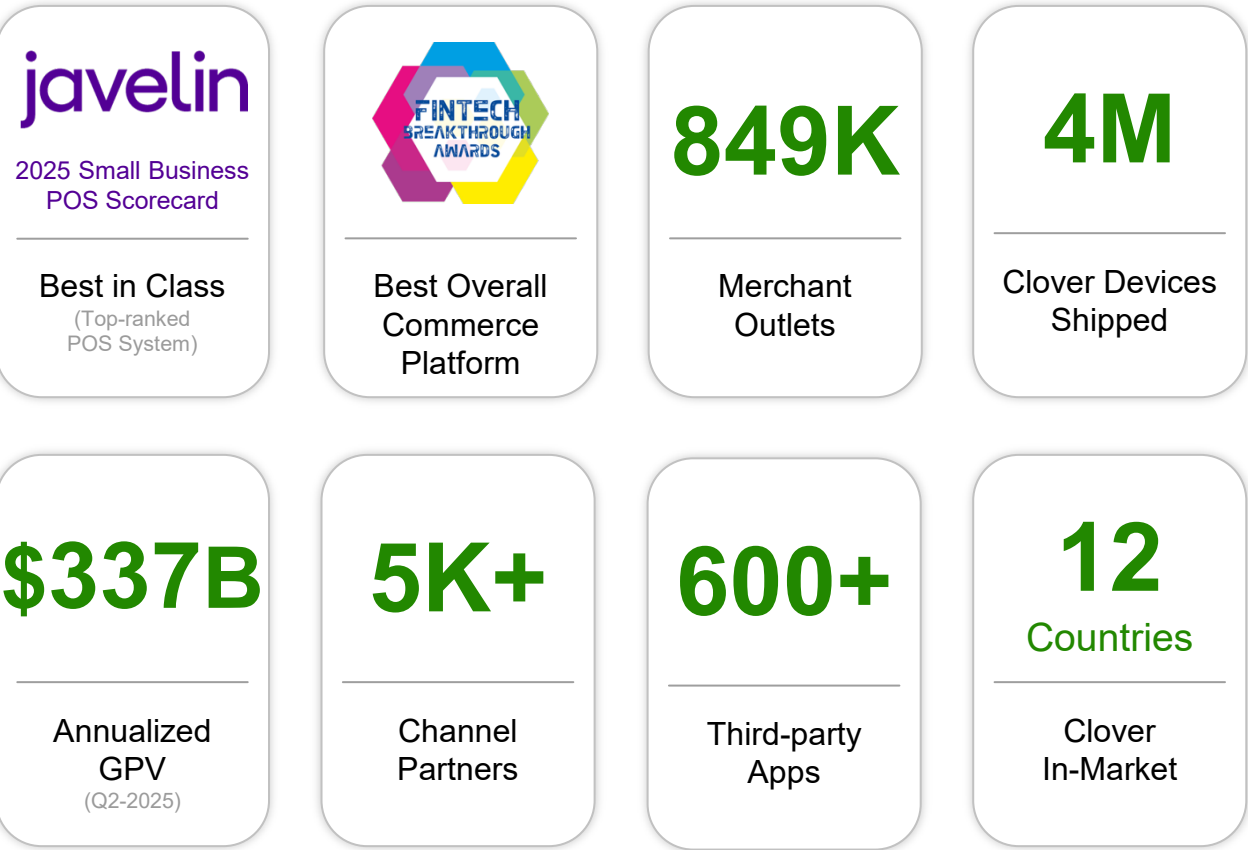 javelin
2025 Small Business
POS Scorecard
Best in Class
(Top-ranked
POS System)
FINTECH
BREAKTHROUGH
AWARDS
Best Overall
Commerce
Platform
849K
Merchant
Outlets
4M
Clover Devices
Shipped
$337B
Annualized
GPV
(Q2-2025)
5K+
Channel
Partners
600+
Third-party
Apps
12
Countries
Clover
In-Market